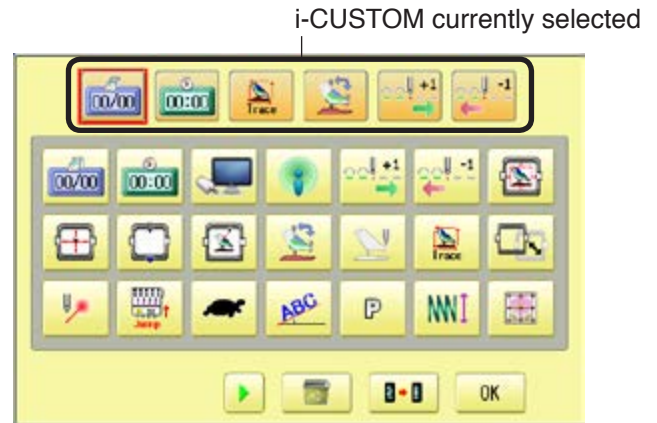 i-CUSTOM currently selected
00/00 00:00 Trace +1 -1
00/00 00:00 +1 -1
Trace
Jump ABC P
OK